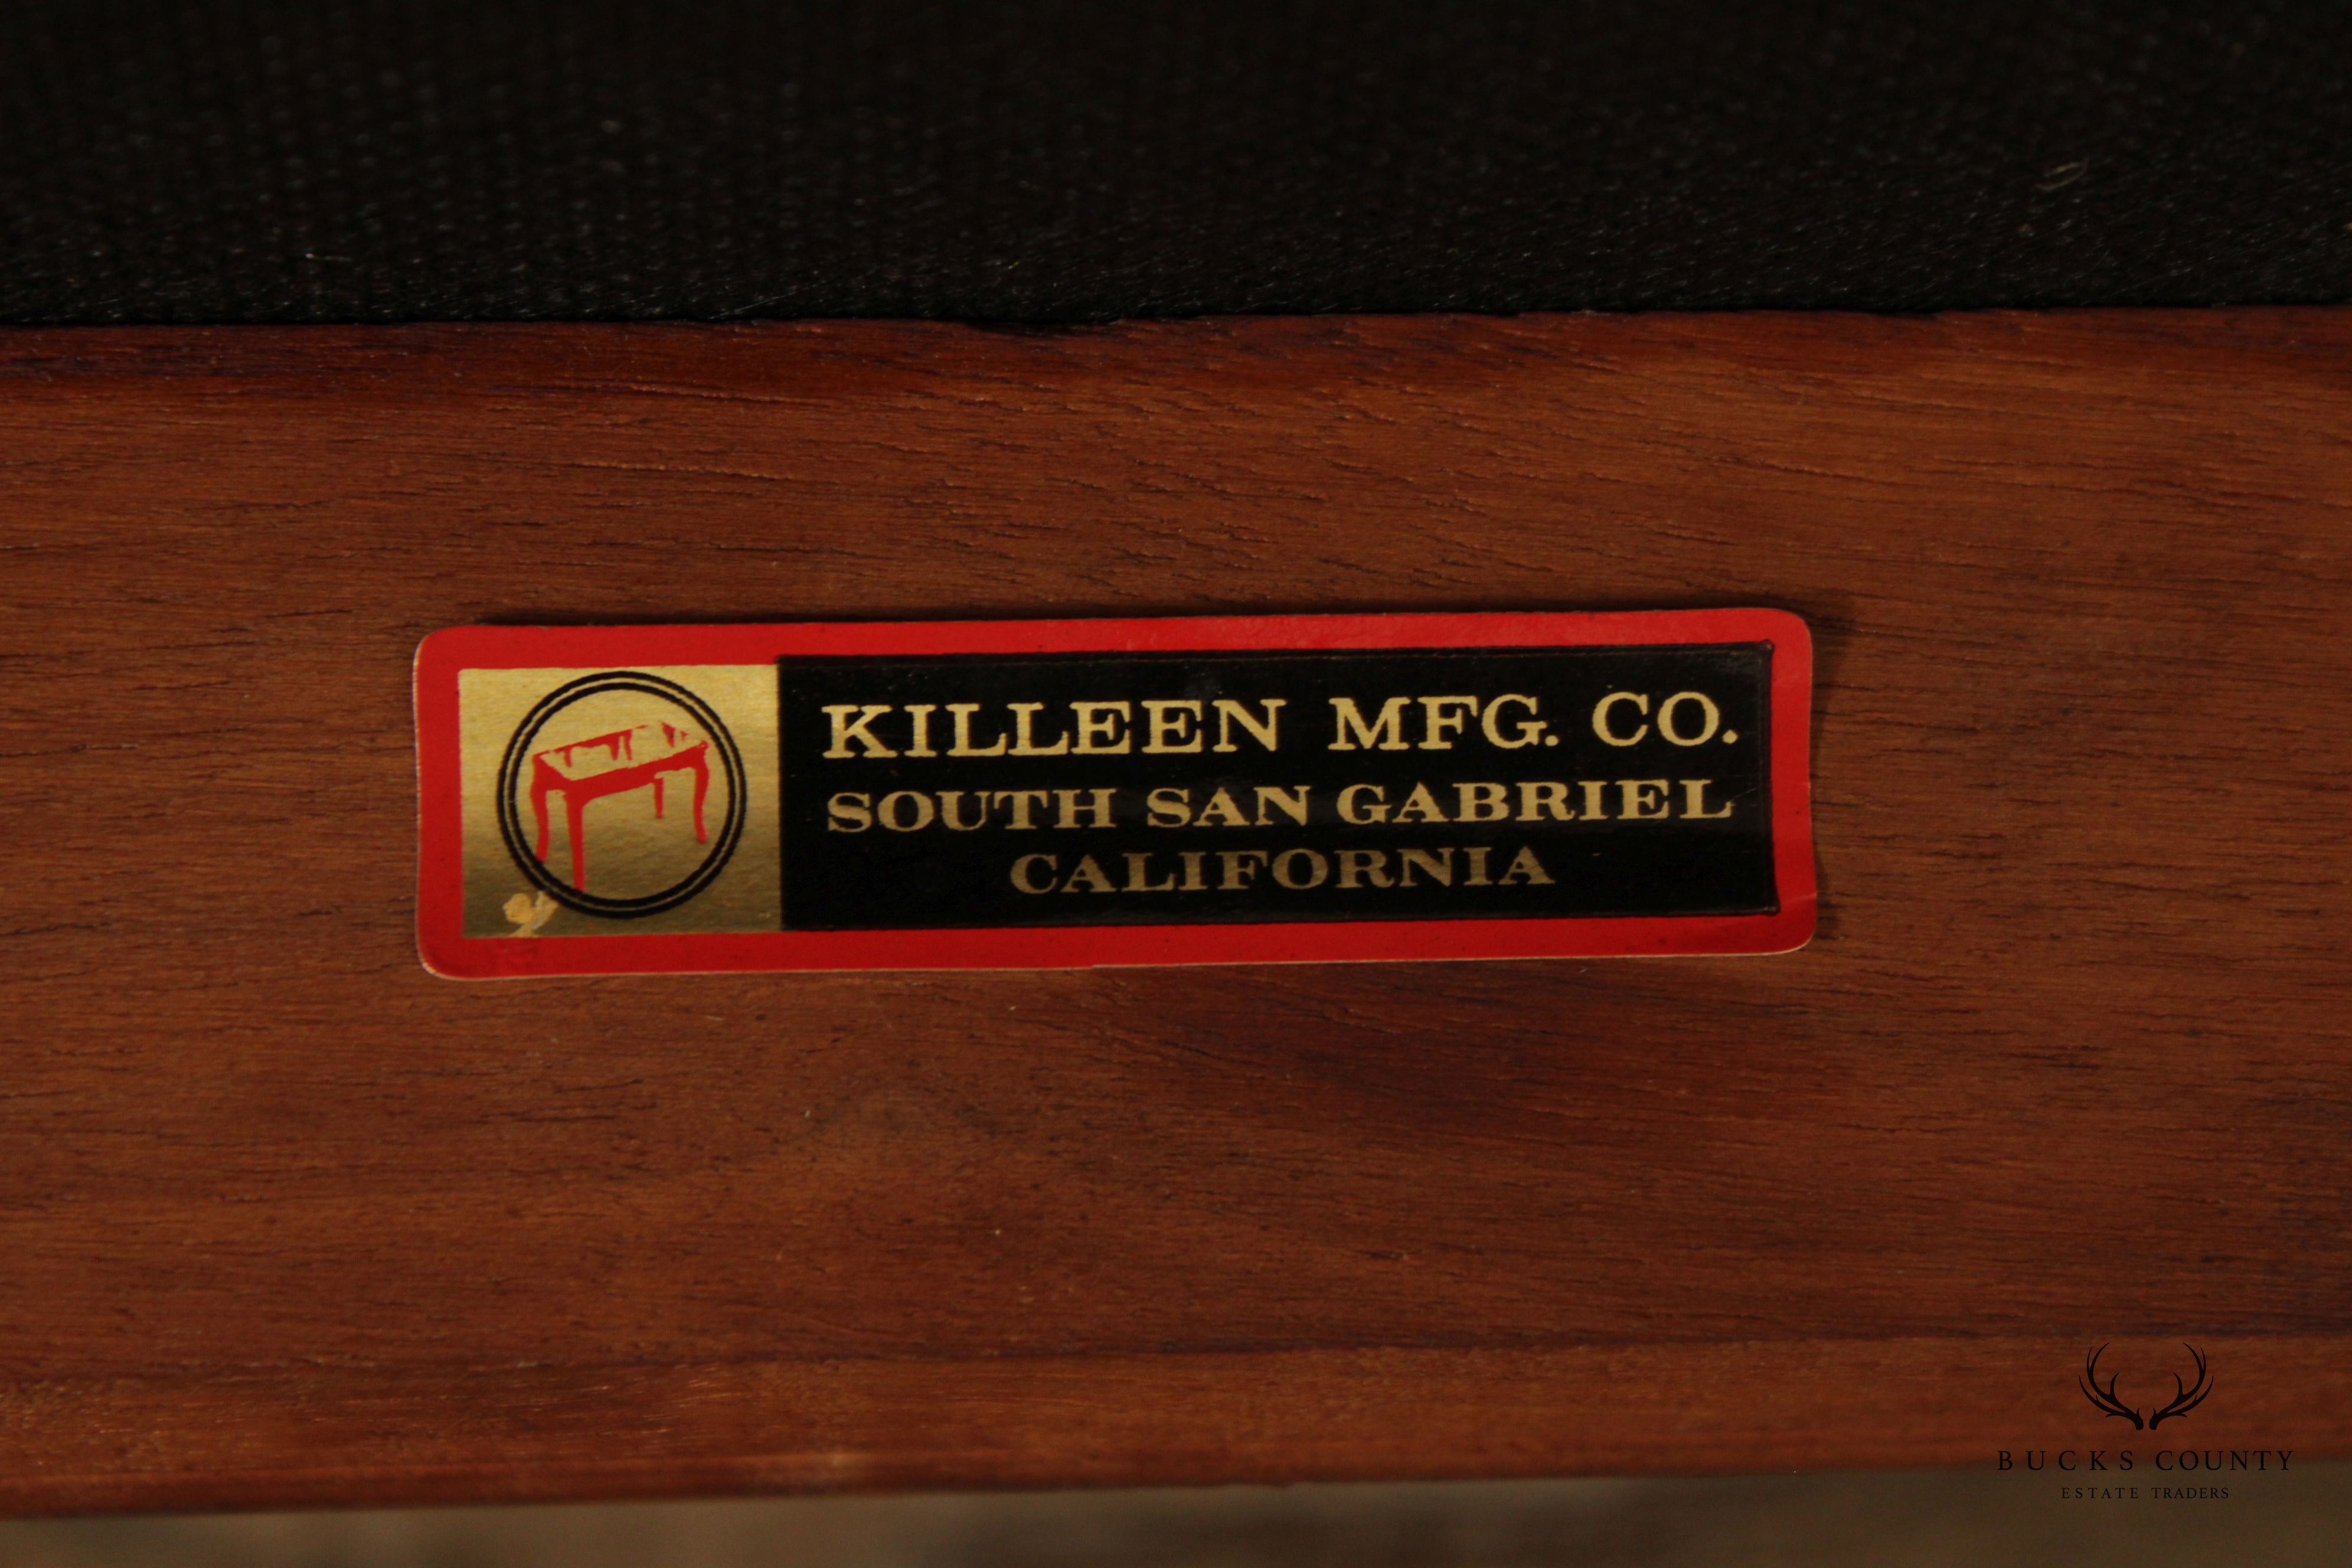 KILLEEN MFG. CO.
SOUTH SAN GABRIEL
CALIFORNIA
BUCKS COUNTY
ESTATE TRADERS